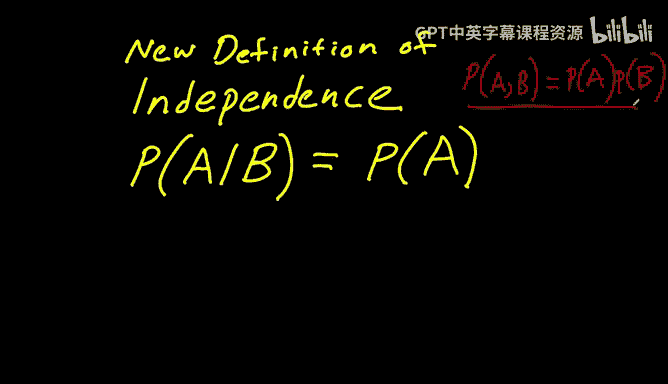 GPT中英字幕课程资源 bilibili
New Definition of
Independence
P(A,B) = P(A)P(B)
P(A|B) = P(A)